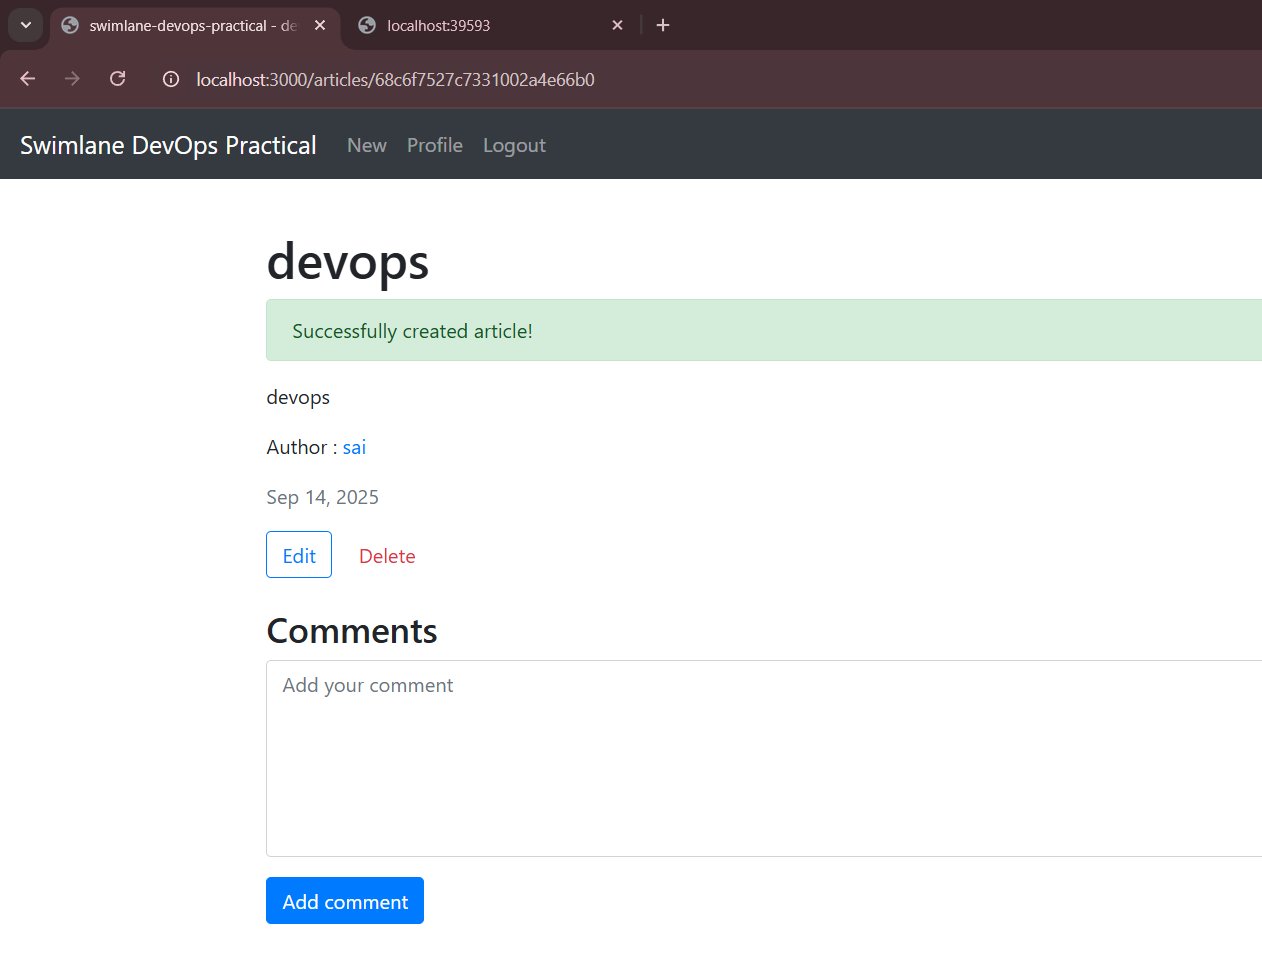 swimlane-devops-practical - de
localhost:39593
localhost:3000/articles/68c6f7527c7331002a4e66b0
Swimlane DevOps Practical New Profile Logout
devops
Successfully created article!
devops
Author : sai
Sep 14, 2025
Edit Delete
Comments
Add your comment
Add comment